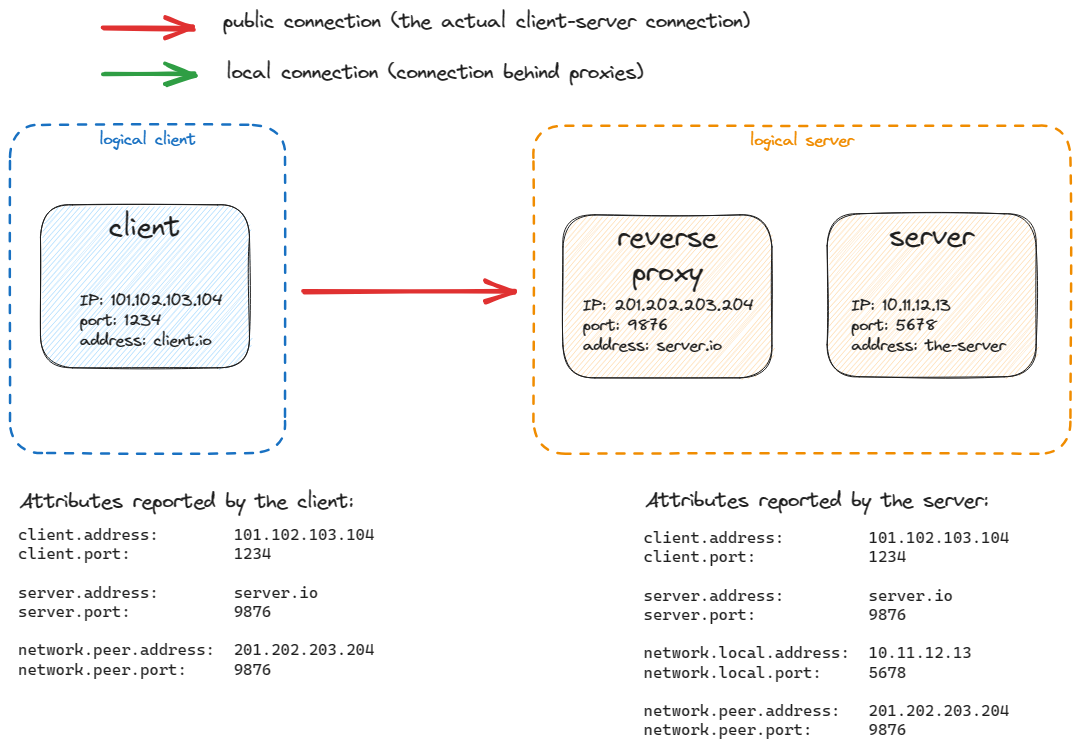 public connection (the actual client-server connection)
local connection (connection behind proxies)
logical client
client
IP: 101.102.103.104
port: 1234
address: client.io
logical server
reverse
proxy
IP: 201.202.203.204
port: 9876
address: server.io
server
IP: 10.11.12.13
port: 5678
address: the-server
Attributes reported by the client:
client.address: 101.102.103.104
client.port: 1234
server.address: server.io
server.port: 9876
network.peer.address: 201.202.203.204
network.peer.port: 9876
Attributes reported by the server:
client.address: 101.102.103.104
client.port: 1234
server.address: server.io
server.port: 9876
network.local.address: 10.11.12.13
network.local.port: 5678
network.peer.address: 201.202.203.204
network.peer.port: 9876